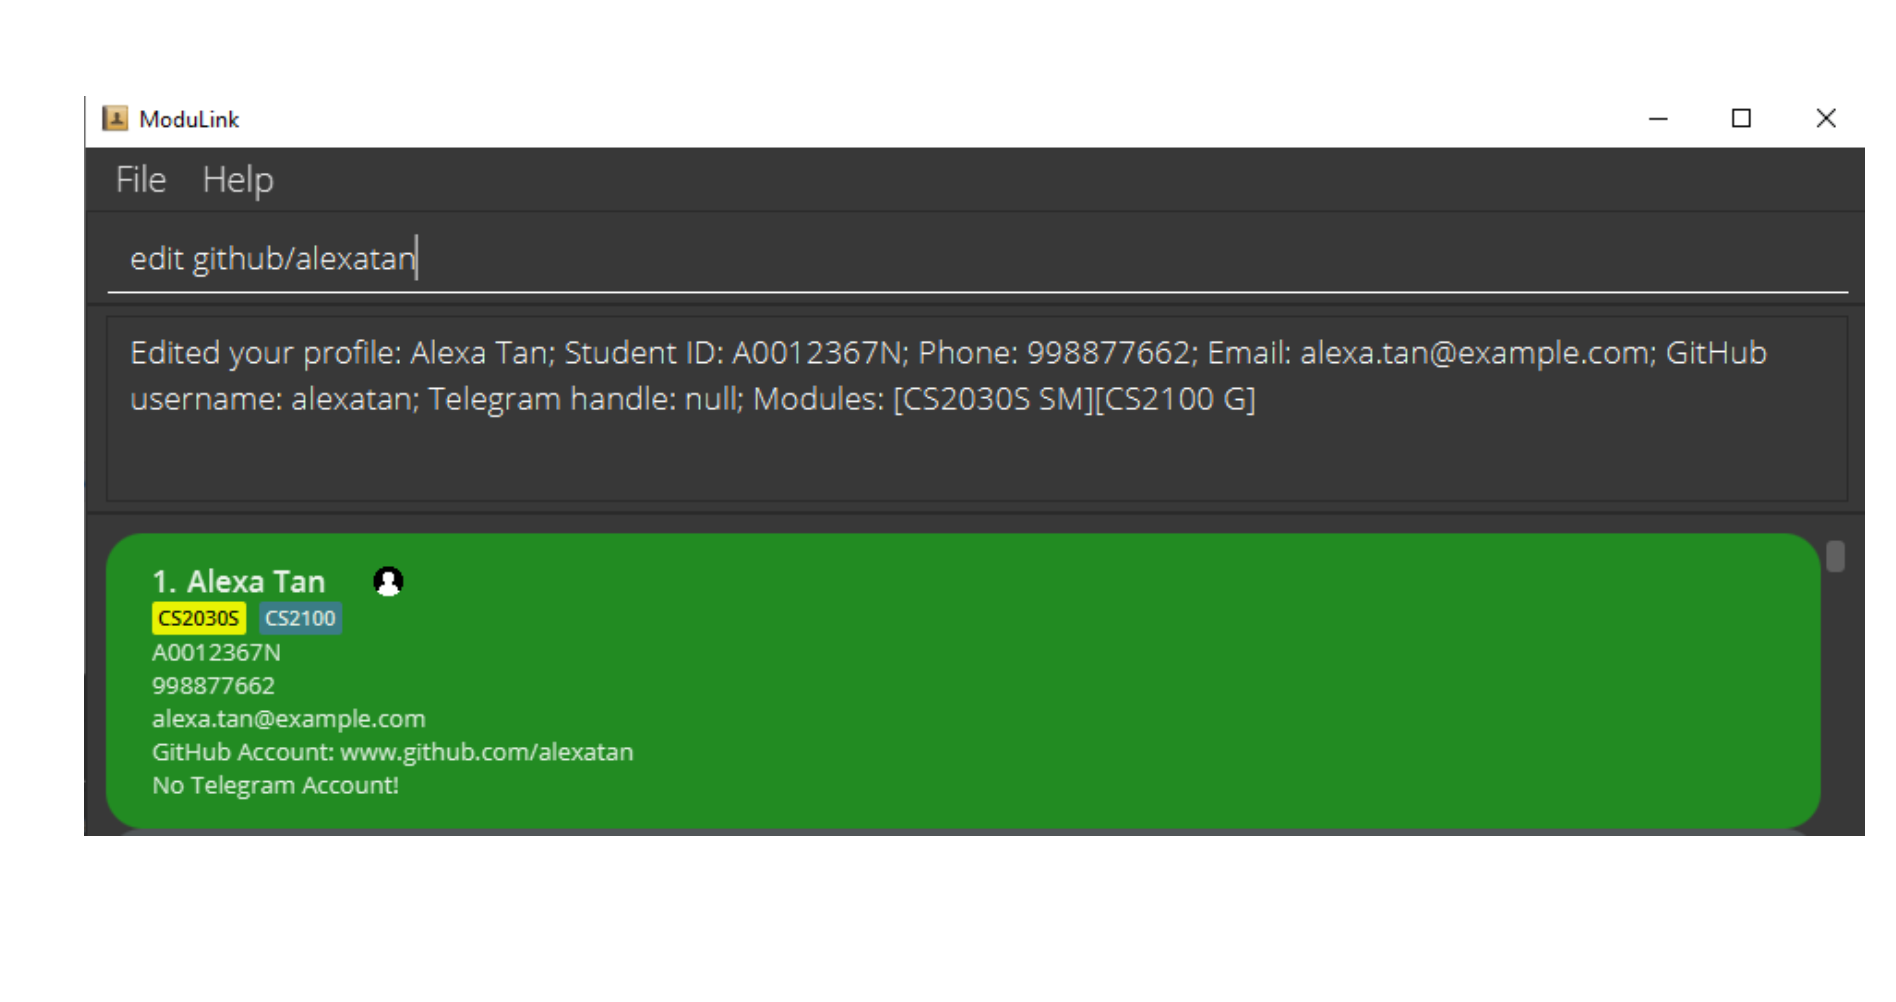 ModuLink
File Help
edit github/alexatan
Edited your profile: Alexa Tan; Student ID: A0012367N; Phone: 998877662; Email: alexa.tan@example.com; GitHub
username: alexatan; Telegram handle: null; Modules: [CS2030S SM][CS2100 G]
1. Alexa Tan
CS2030S CS2100
A0012367N
998877662
alexa.tan@example.com
GitHub Account: www.github.com/alexatan
No Telegram Account!